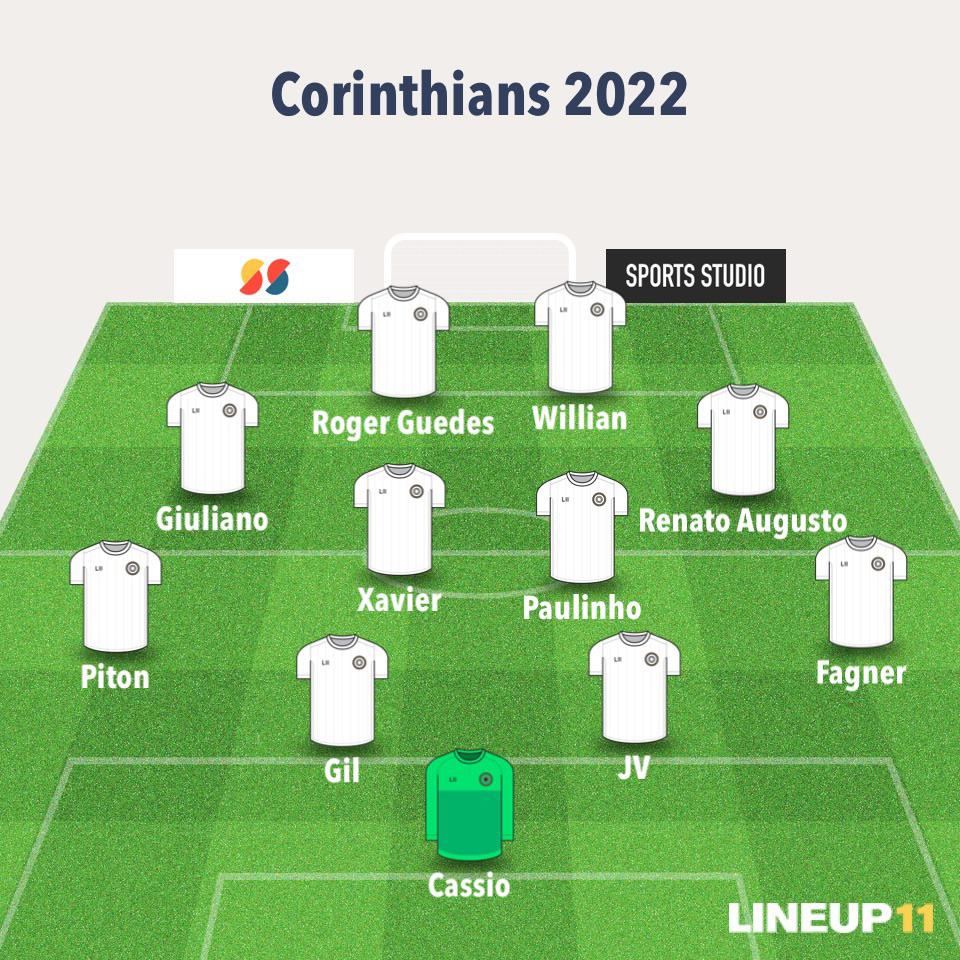 Corinthians 2022
SPORTS STUDIO
Roger Guedes
Willian
Giuliano
Renato Augusto
Xavier
Paulinho
Piton
Fagner
Gil
JV
Cassio
LINEUP11